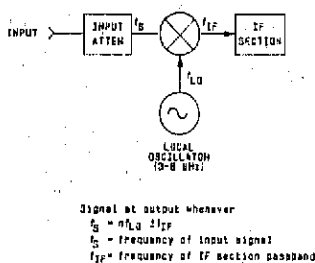 INPUT
INPUT
ATTEN
fS
fIF
IF
SECTION
fLO
LOCAL
OSCILLATOR
(3-6 GHz)
Signal at output whenever
fS = nfLO ± fIF
fS = frequency of input signal
fIF = frequency of IF section passband